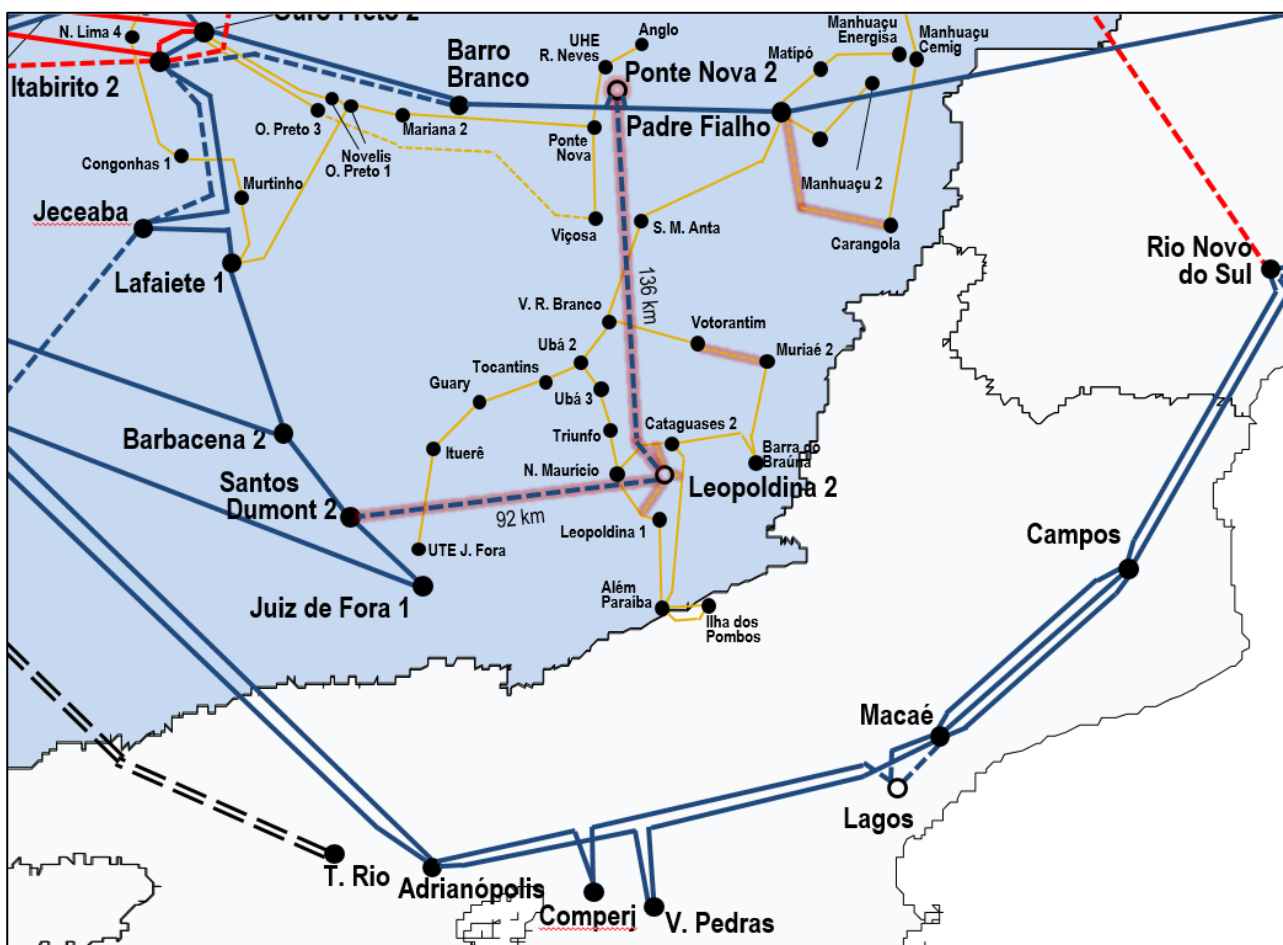 Ouro Preto 2
N. Lima 4
Itabirito 2
Barro
Branco
UHE
R. Neves
Anglo
Ponte Nova 2
Manhuaçu
Energisa
Manhuaçu
Cemig
Matipó
Padre Fialho
O. Preto 3
Mariana 2
Novelis
O. Preto 1
Ponte
Nova
Congonhas 1
Murtinho
Manhuaçu 2
Jeceaba
Viçosa
S. M. Anta
Carangola
Rio Novo
do Sul
Lafaiete 1
136 km
V. R. Branco
Votorantim
Ubá 2
Muriaé 2
Tocantins
Guary
Ubá 3
Barbacena 2
Triunfo
Cataguases 2
Ituerê
Barra do
Braúna
N. Maurício
Leopoldina 2
Santos
Dumont 2
92 km
Leopoldina 1
UTE J. Fora
Campos
Juiz de Fora 1
Além
Paraíba
Ilha dos
Pombos
Macaé
Lagos
T. Rio
Adrianópolis
Comperj
V. Pedras